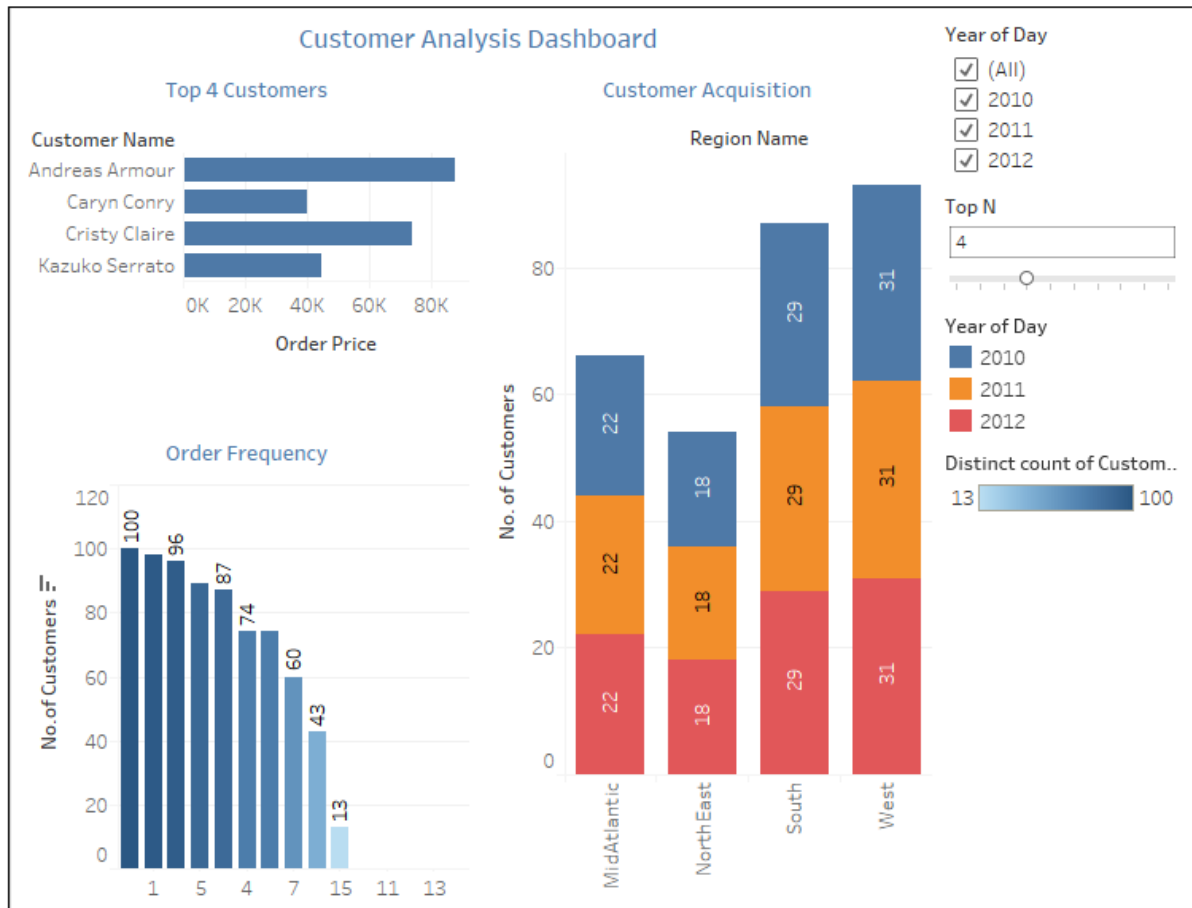 Customer Analysis Dashboard
Top 4 Customers
Customer Name
Andreas Armour
Caryn Conry
Cristy Claire
Kazuko Serrato
0K 20K 40K 60K 80K
Order Price
Order Frequency
No. of Customers
120
100
80
60
40
20
0
100
96
87
74
60
43
13
1 5 4 7 15 11 13
Customer Acquisition
Region Name
No. of Customers
80
60
40
20
0
22 18 29 31
22 18 29 31
22 18 29 31
MidAtlantic
NorthEast
South
West
Year of Day
(All)
2010
2011
2012
Top N
4
Year of Day
2010
2011
2012
Distinct count of Custom..
13 100